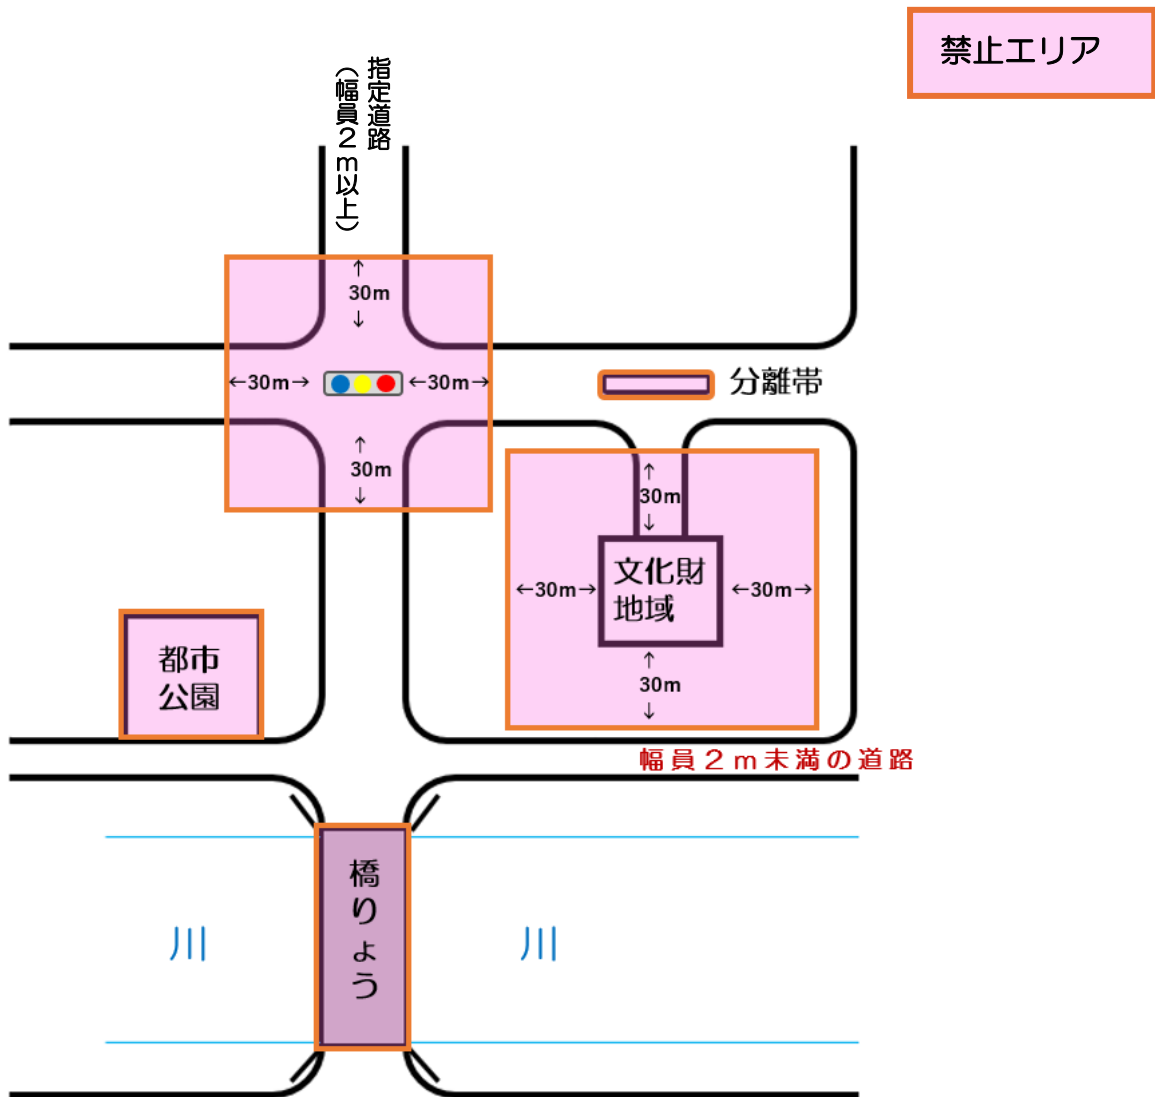 禁止エリア
指定道路
（幅員２ｍ以上）
↑
30m
↓
←30m→
←30m→
分離帯
↑
30m
↓
↑
30m
↓
←30m→
文化財
地域
←30m→
↑
30m
↓
都市
公園
幅員２ｍ未満の道路
橋りょう
川
川